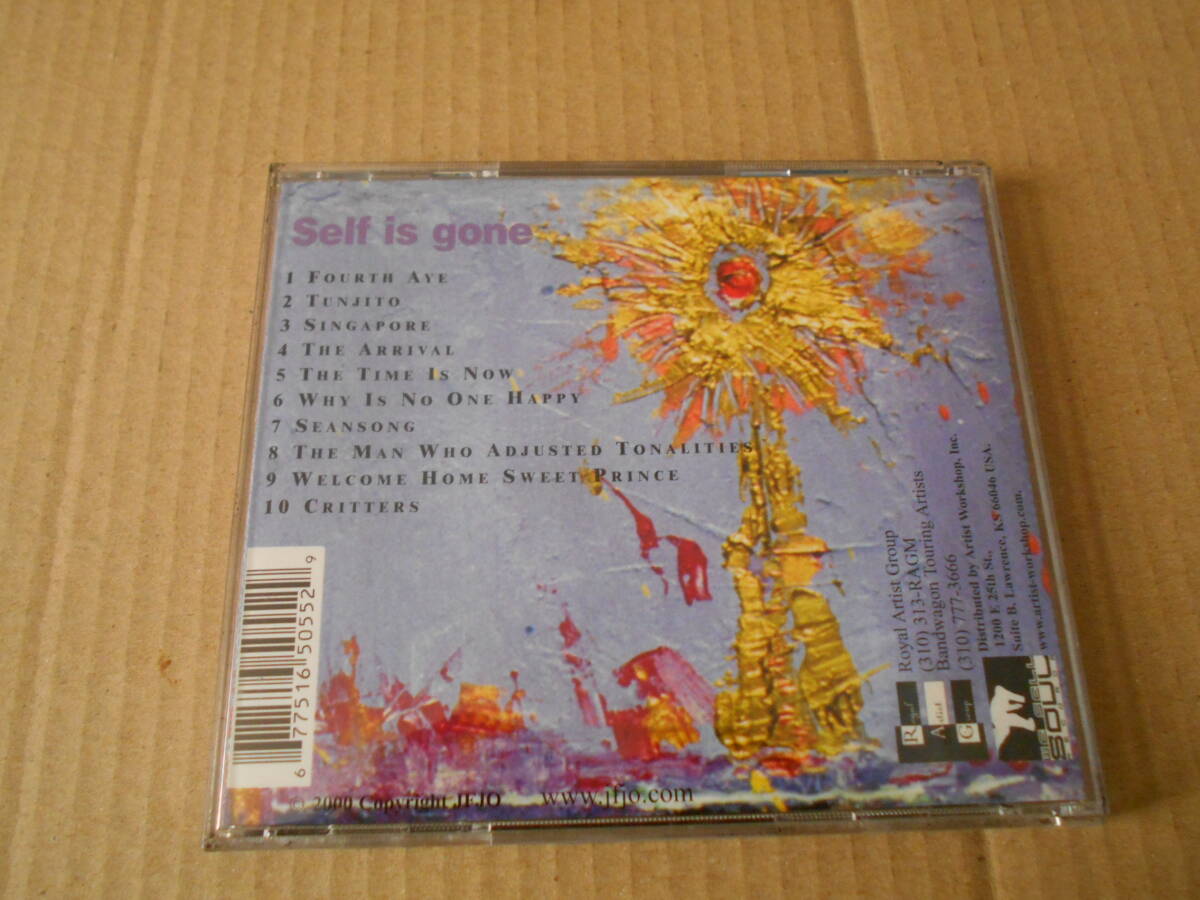 Self is gone
1 Fourth Aye
2 Tunjito
3 Singapore
4 The Arrival
5 The Time Is Now
6 Why Is No One Happy
7 Seansong
8 The Man Who Adjusted Tonalities
9 Welcome Home Sweet Prince
10 Critters
6 77516 50552 9
© 2000 Copyright JFJO
www.jfjo.com
Royal Artist Group
(310) 313-RAGM
Bandwagon Touring Artists
(310) 777-3666
Distributed by Artist Workshop, Inc.
1200 E 25th St.,
Suite B. Lawrence, KS 66046 USA.
www.artist-workshop.com.
Royal
Artist
Group
SOUL